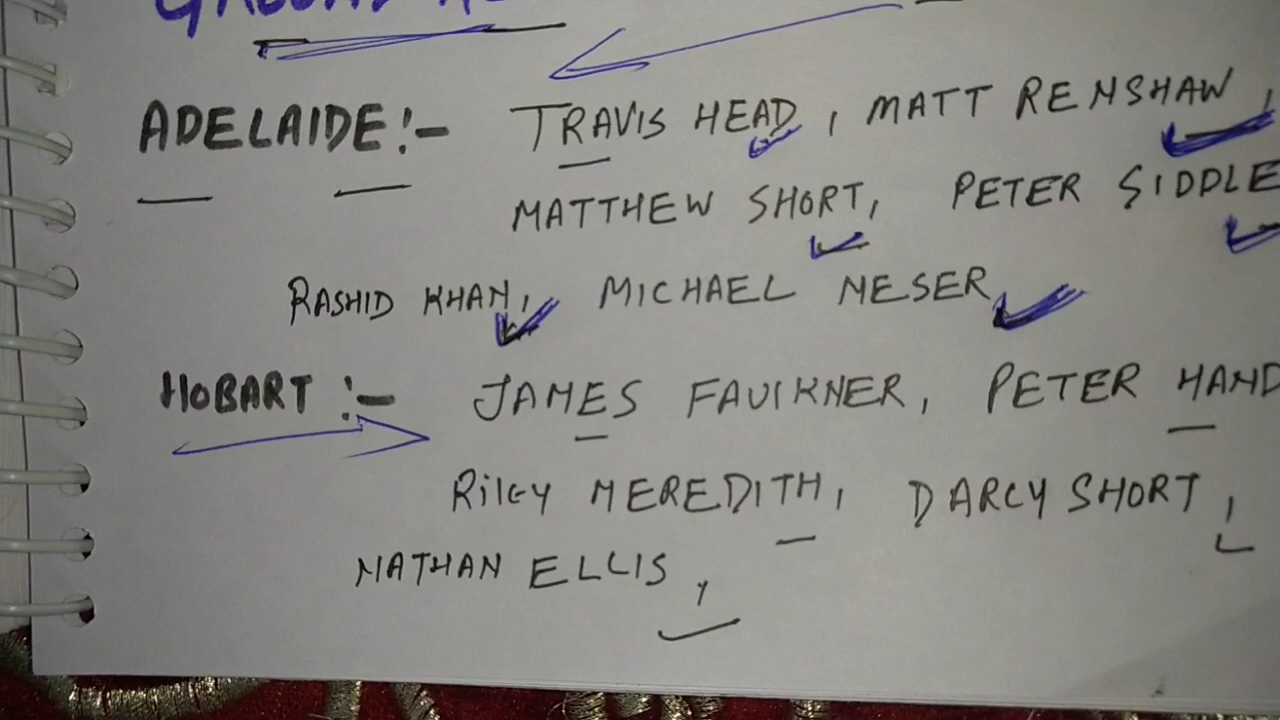 ADELAIDE:- TRAVIS HEAD, MATT RENSHAW,
MATTHEW SHORT, PETER SIDDLE
RASHID KHAN, MICHAEL NESER
HOBART:- JAMES FAULKNER, PETER HAND
RiLEY MEREDITH, DARCY SHORT,
NATHAN ELLIS,